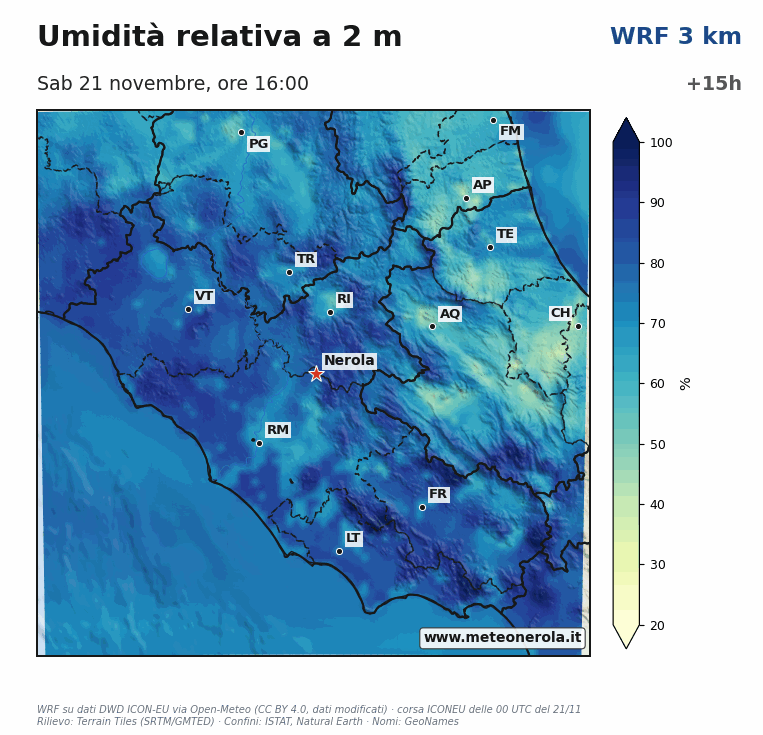 Umidità relativa a 2 m
WRF 3 km
Sab 21 novembre, ore 16:00
+15h
FM
PG
AP
TE
TR
VT
RI
AQ
CH
Nerola
RM
FR
LT
100
90
80
70
60
50
40
30
20
%
www.meteonerola.it
WRF su dati DWD ICON-EU via Open-Meteo (CC BY 4.0, dati modificati) · corsa ICONEU delle 00 UTC del 21/11
Rilievo: Terrain Tiles (SRTM/GMTED) · Confini: ISTAT, Natural Earth · Nomi: GeoNames